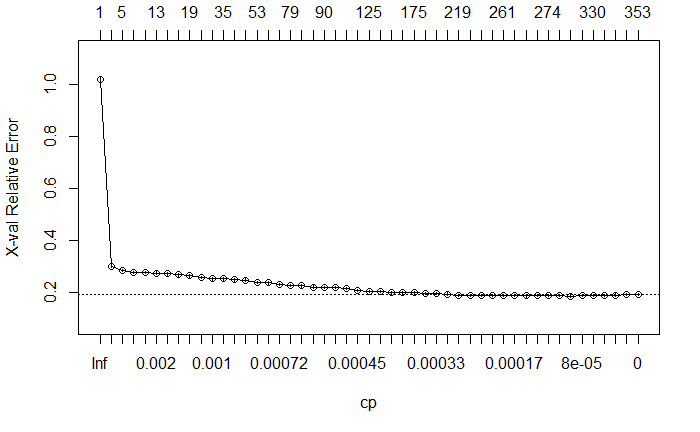 1 5 13 19 35 53 79 90 125 175 219 261 274 330 353
X-val Relative Error
1.0
0.8
0.6
0.4
0.2
Inf 0.002 0.001 0.00072 0.00045 0.00033 0.00017 8e-05 0
cp